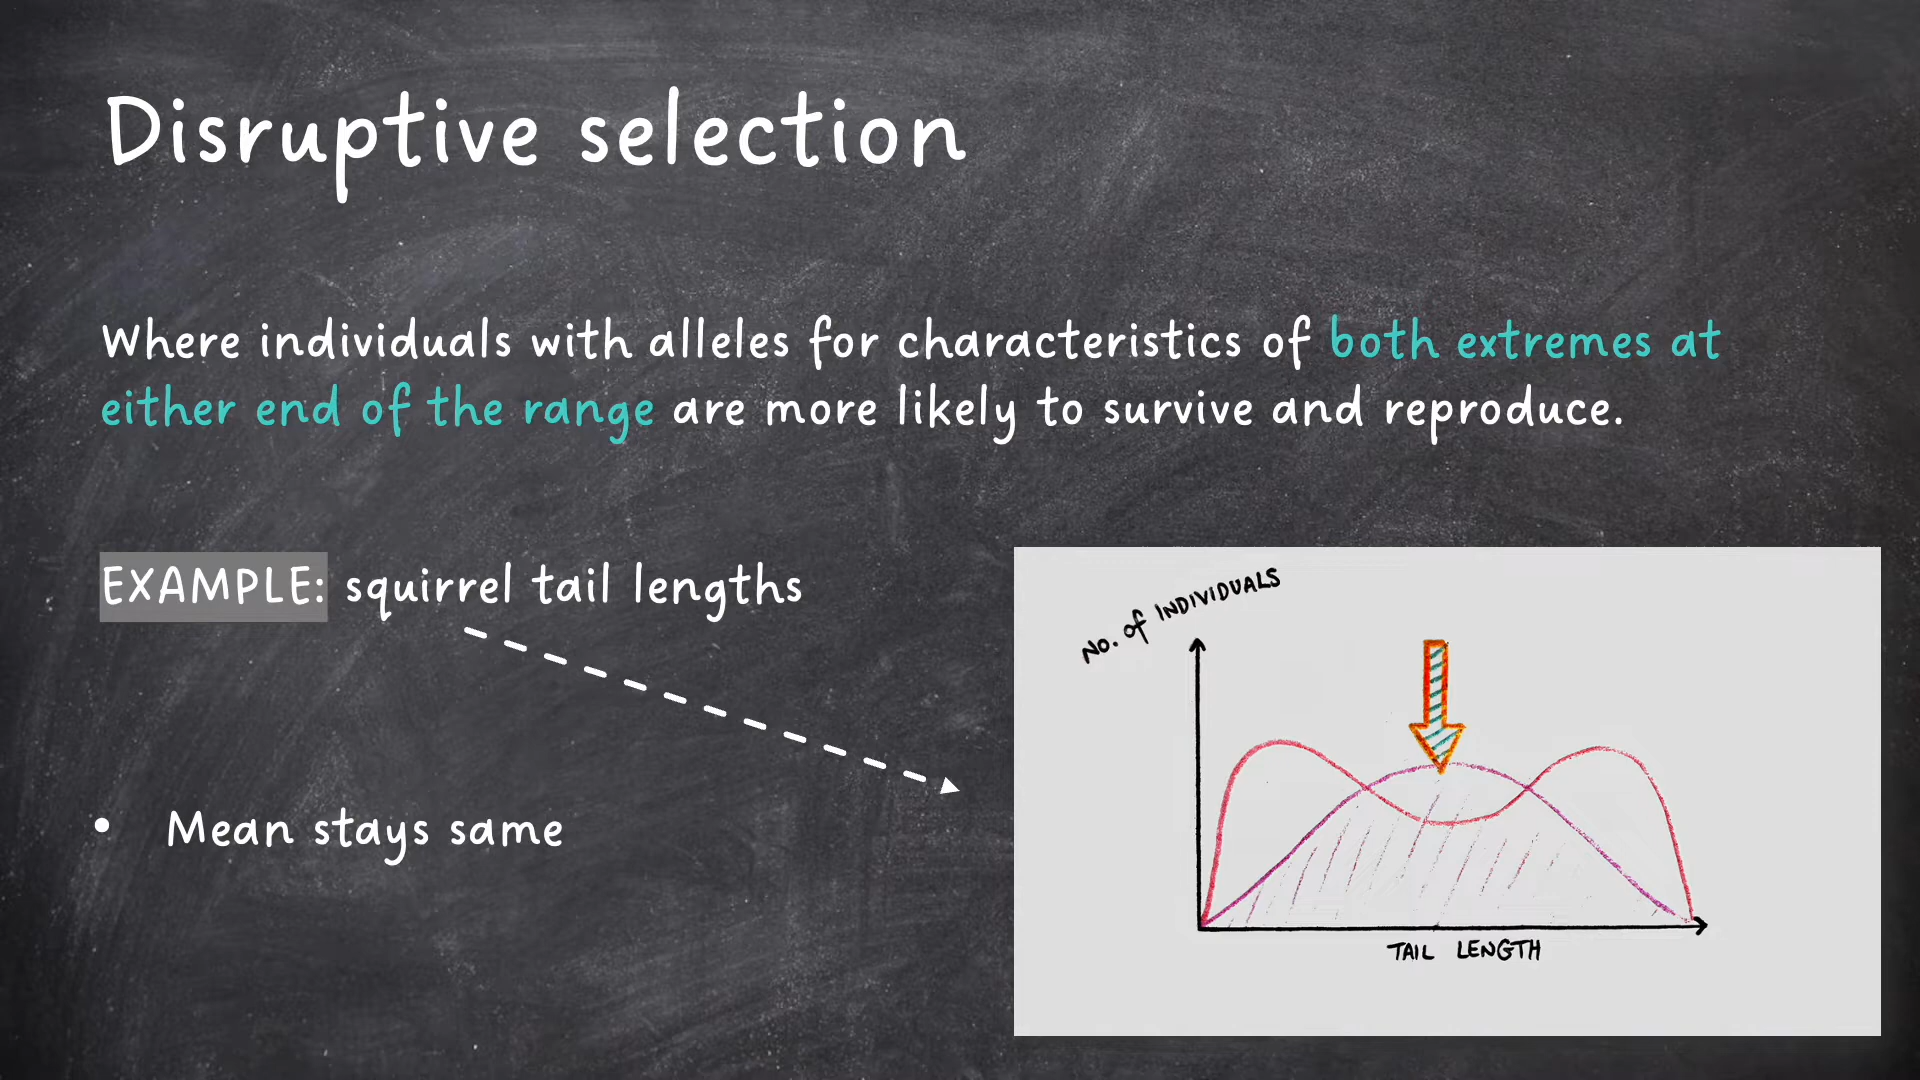 Disruptive selection
Where individuals with alleles for characteristics of both extremes at
either end of the range are more likely to survive and reproduce.
EXAMPLE: squirrel tail lengths
• Mean stays same
No. of INDIVIDUALS
TAIL LENGTH